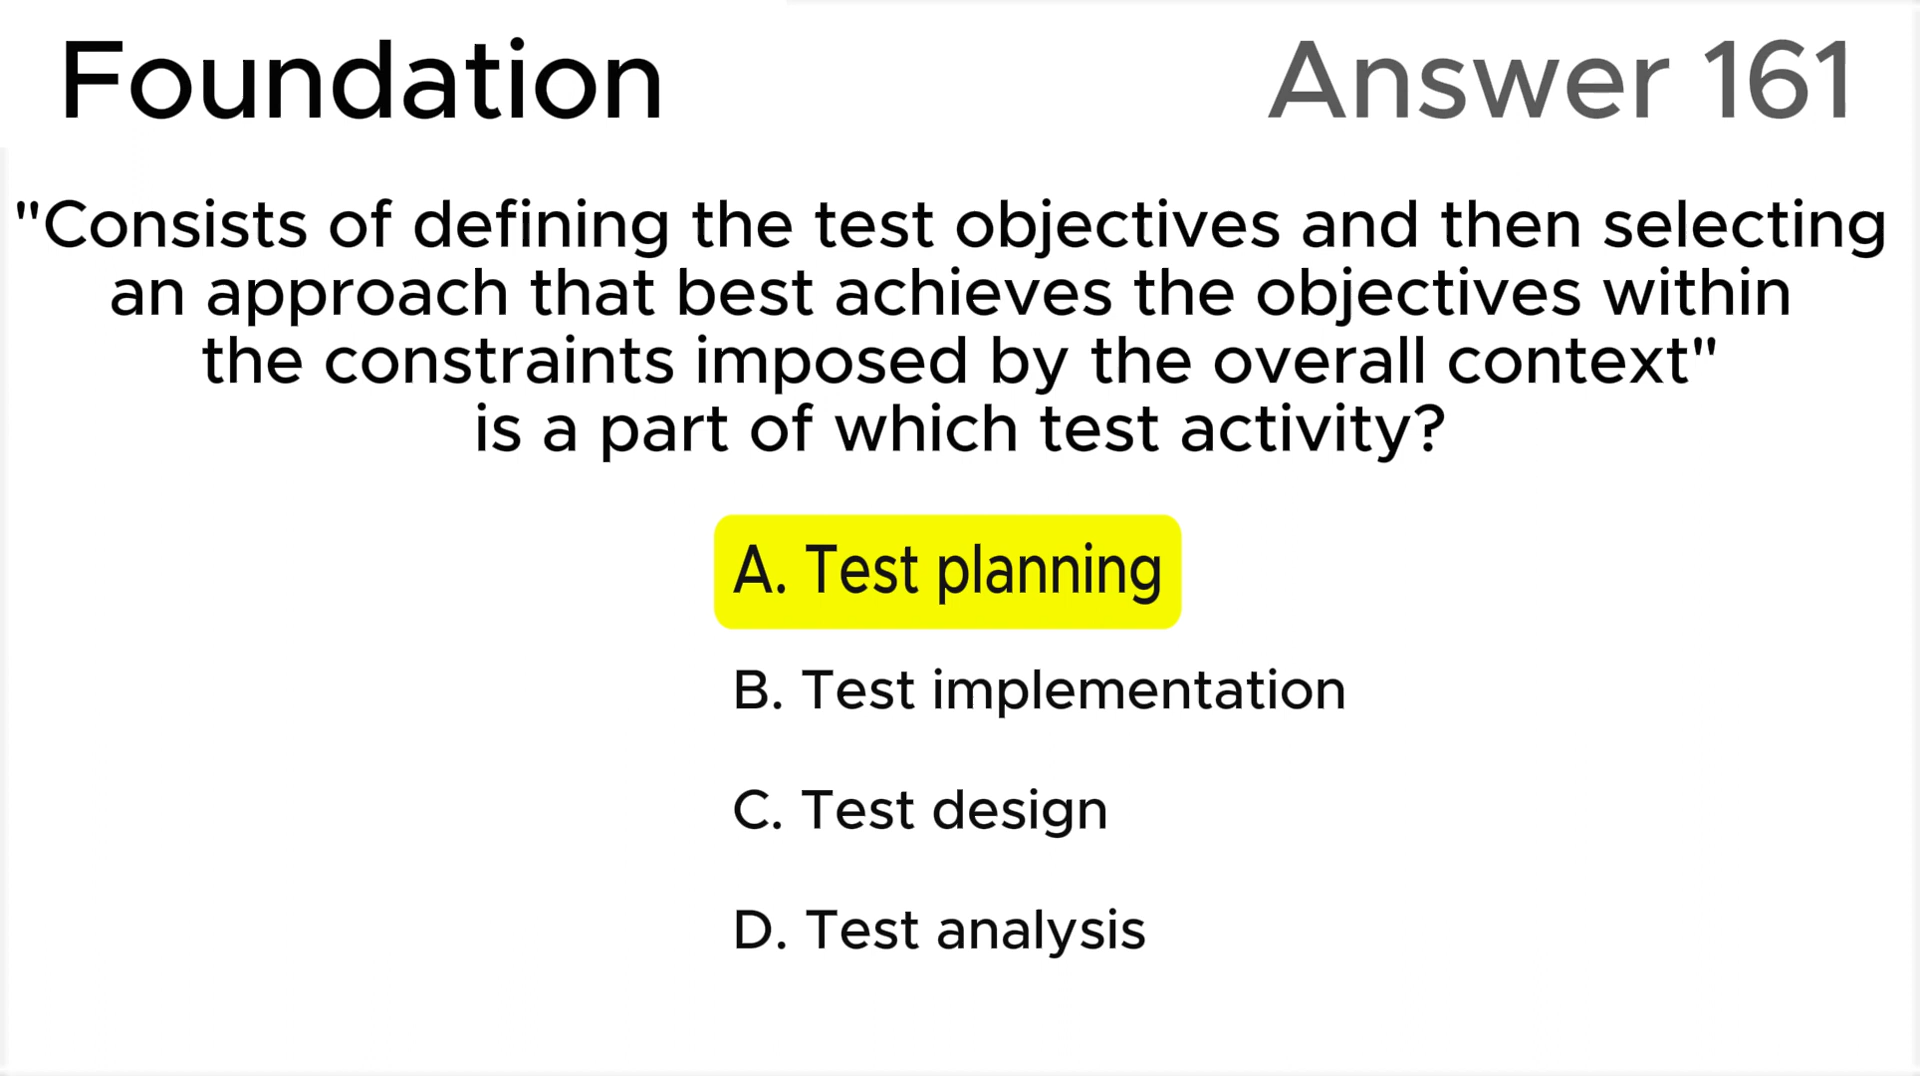 Foundation
Answer 161
"Consists of defining the test objectives and then selecting
an approach that best achieves the objectives within
the constraints imposed by the overall context"
is a part of which test activity?
A. Test planning
B. Test implementation
C. Test design
D. Test analysis